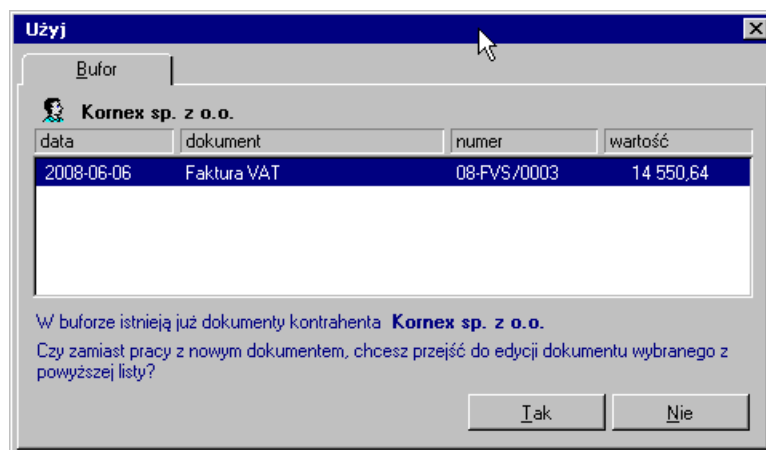 Użyj
Bufor
Kornex sp. z o.o.
data dokument numer wartość
2008-06-06 Faktura VAT 08-FVS/0003 14 550,64
W buforze istnieją już dokumenty kontrahenta Kornex sp. z o.o.
Czy zamiast pracy z nowym dokumentem, chcesz przejść do edycji dokumentu wybranego z
powyższej listy?
Tak Nie